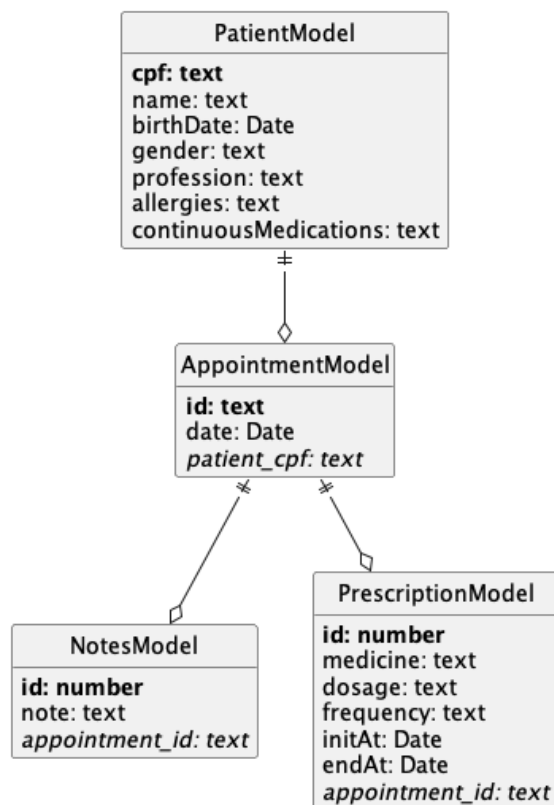 PatientModel
cpf: text
name: text
birthDate: Date
gender: text
profession: text
allergies: text
continuousMedications: text
AppointmentModel
id: text
date: Date
patient_cpf: text
NotesModel
id: number
note: text
appointment_id: text
PrescriptionModel
id: number
medicine: text
dosage: text
frequency: text
initAt: Date
endAt: Date
appointment_id: text